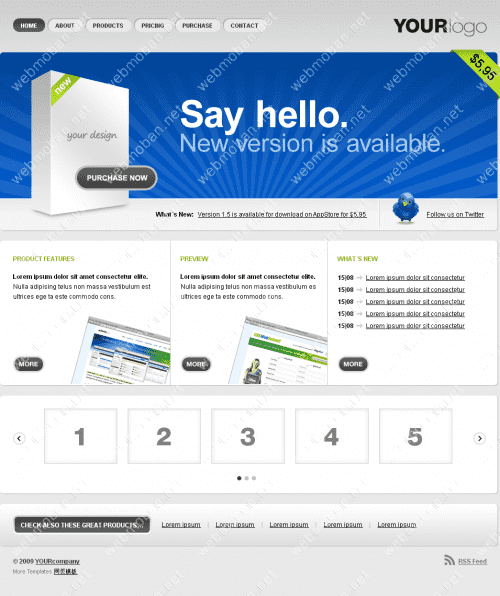 HOME ABOUT PRODUCTS PRICING PURCHASE CONTACT
YOURlogo
$5,95
new
your design
Say hello.
New version is available.
PURCHASE NOW
What's New: Version 1.5 is available for download on AppStore for $5,95
Follow us on Twitter
PRODUCT FEATURES
Lorem ipsum dolor sit amet consectetur elite.
Nulla adipiscing telus non massa vestibulum est
ultrices ege ta este commodo cons.
MORE
PREVIEW
Lorem ipsum dolor sit amet consectetur elite.
Nulla adipiscing telus non massa vestibulum est
ultrices ege ta este commodo cons.
MORE
WHAT'S NEW
15|08 Lorem ipsum dolor sit consectetur
15|08 Lorem ipsum dolor sit consectetur
15|08 Lorem ipsum dolor sit consectetur
15|08 Lorem ipsum dolor sit consectetur
15|08 Lorem ipsum dolor sit consectetur
MORE
1 2 3 4 5
CHECK ALSO THESE GREAT PRODUCTS... Lorem ipsum | Lorem ipsum | Lorem ipsum | Lorem ipsum | Lorem ipsum
© 2009 YOURcompany
RSS Feed
More Templates 网页模板
webmoban.net